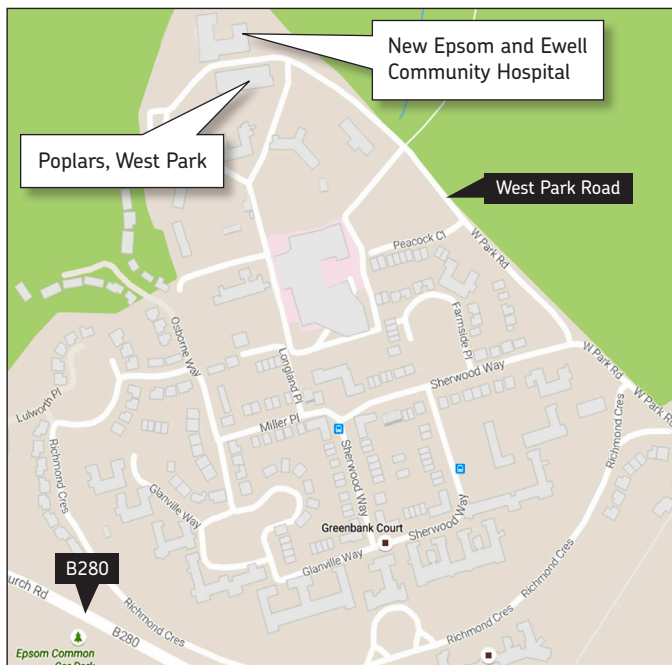 New Epsom and Ewell
Community Hospital
Poplars, West Park
West Park Road
Peacock Cl
W Park Rd
Osborne Way
Farmside Pl
Longland Pl
Sherwood Way
W Park Rd
W Park Rd
Lulworth Pl
Miller Pl
Richmond Cres
Sherwood Way
Richmond Cres
Glanville Way
Greenbank Court
Sherwood Way
Glanville Way
B280
urch Rd
B280
Richmond Cres
Richmond Cres
Richmond Cres
Epsom Common
Car Park